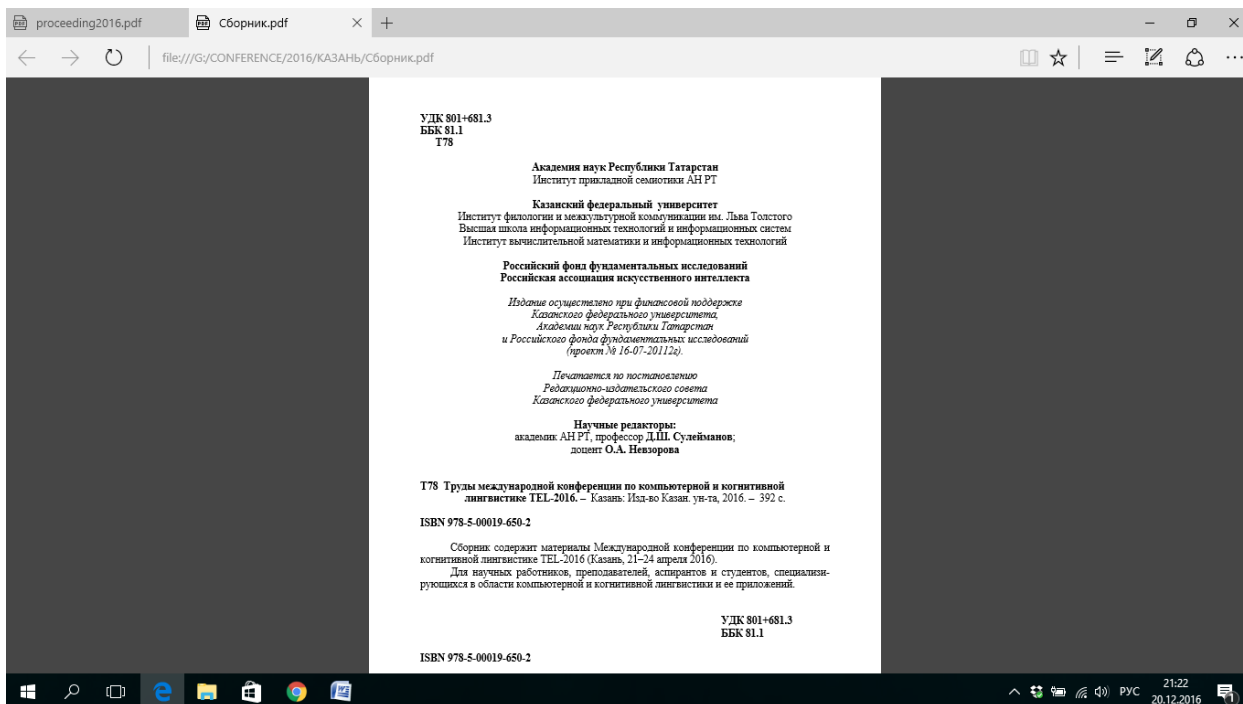 proceeding2016.pdf
Сборник.pdf
file:///G:/CONFERENCE/2016/КАЗАНЬ/Сборник.pdf
УДК 801+681.3
ББК 81.1
Т78
Академия наук Республики Татарстан
Институт прикладной семиотики АН РТ
Казанский федеральный университет
Институт филологии и межкультурной коммуникации им. Льва Толстого
Высшая школа информационных технологий и информационных систем
Институт вычислительной математики и информационных технологий
Российский фонд фундаментальных исследований
Российская ассоциация искусственного интеллекта
Издание осуществлено при финансовой поддержке
Казанского федерального университета,
Академии наук Республики Татарстан
и Российского фонда фундаментальных исследований
(проект № 16-07-20112г).
Печатается по постановлению
Редакционно-издательского совета
Казанского федерального университета
Научные редакторы:
академик АН РТ, профессор Д.Ш. Сулейманов;
доцент О.А. Невзорова
Т78 Труды международной конференции по компьютерной и когнитивной
лингвистике TEL-2016. – Казань: Изд-во Казан. ун-та, 2016. – 392 с.
ISBN 978-5-00019-650-2
Сборник содержит материалы Международной конференции по компьютерной и
когнитивной лингвистике TEL-2016 (Казань, 21–24 апреля 2016).
Для научных работников, преподавателей, аспирантов и студентов, специализи-
рующихся в области компьютерной и когнитивной лингвистики и ее приложений.
УДК 801+681.3
ББК 81.1
ISBN 978-5-00019-650-2
РУС
21:22
20.12.2016